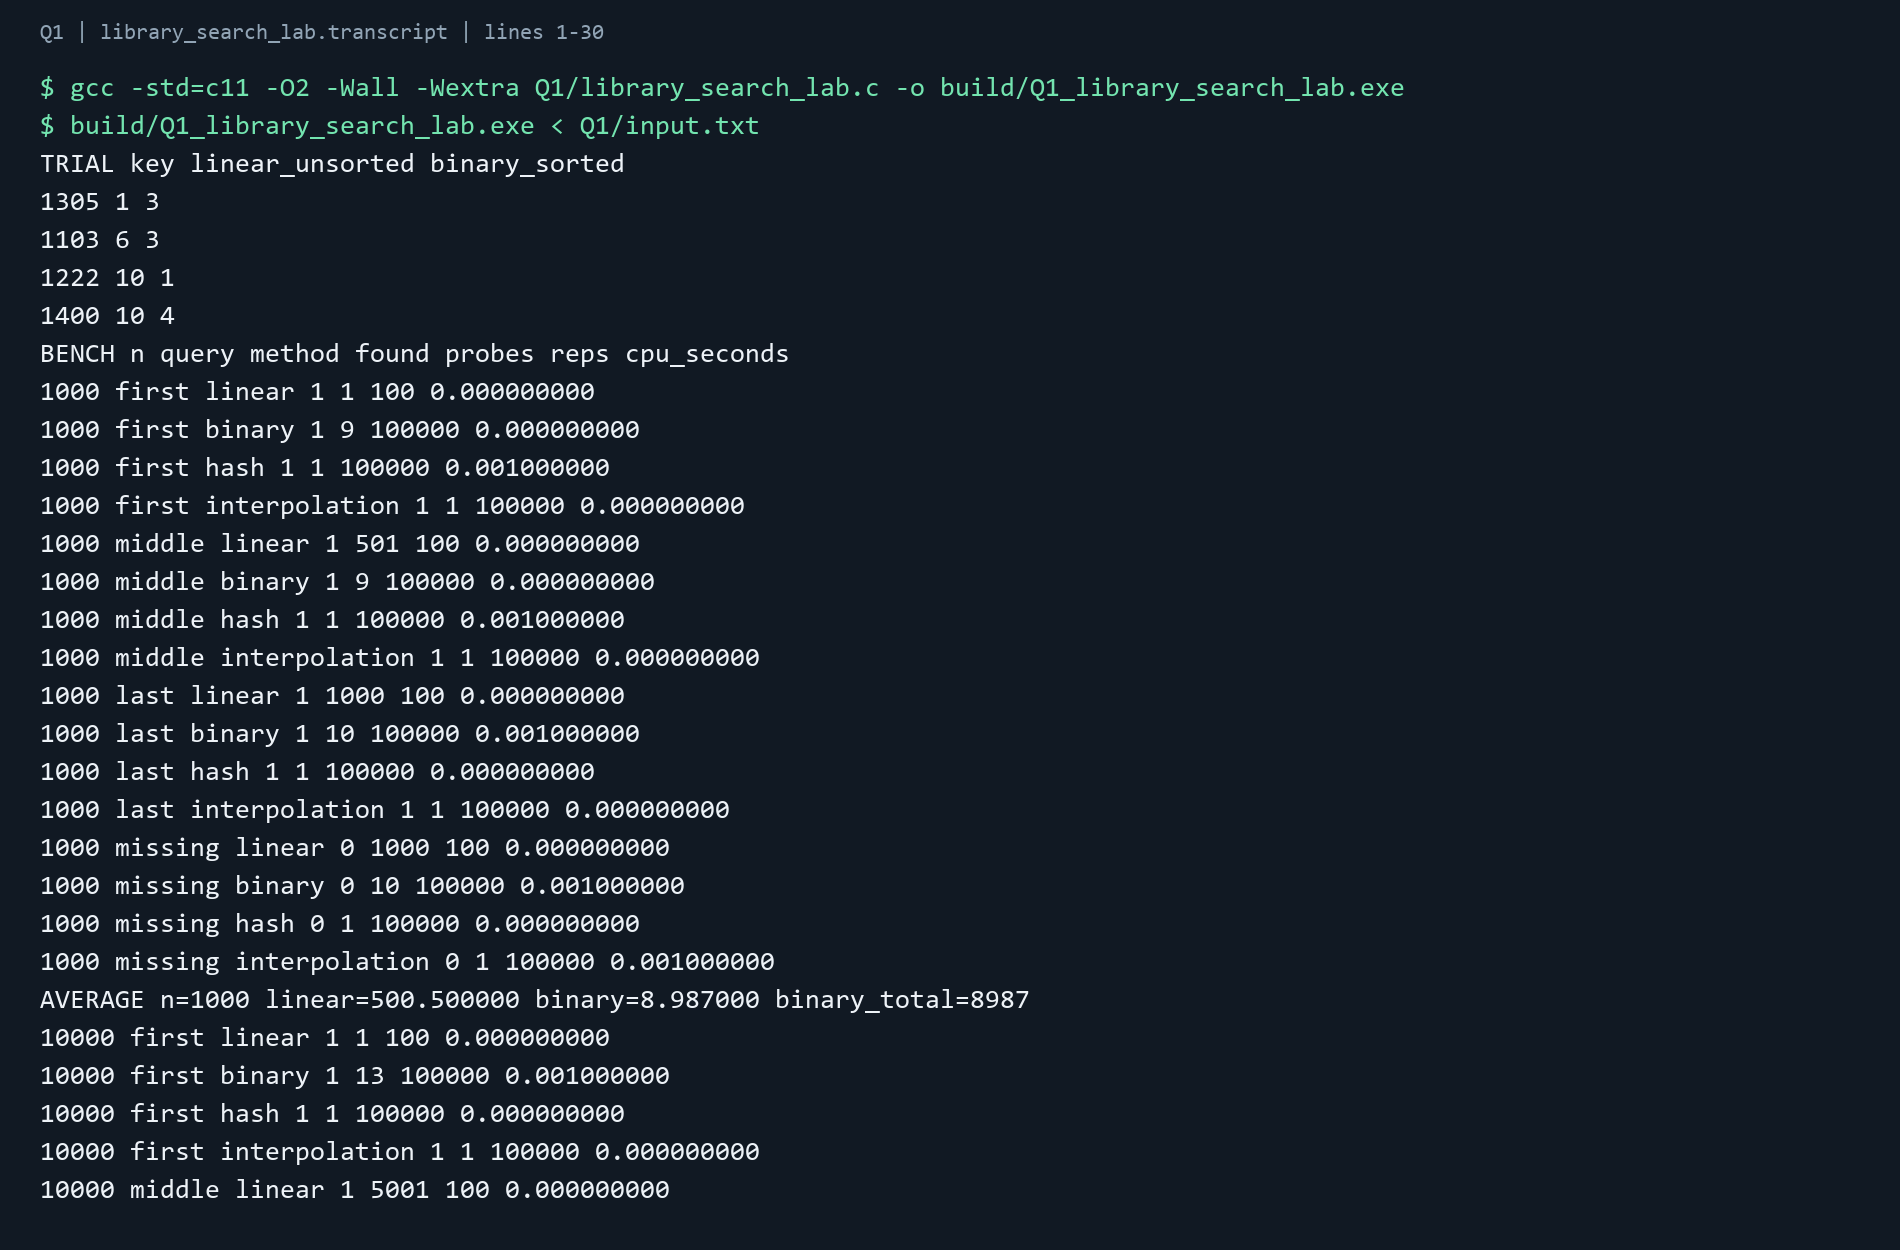 Q1 | library_search_lab.transcript | lines 1-30
$ gcc -std=c11 -O2 -Wall -Wextra Q1/library_search_lab.c -o build/Q1_library_search_lab.exe
$ build/Q1_library_search_lab.exe < Q1/input.txt
TRIAL key linear_unsorted binary_sorted
1305 1 3
1103 6 3
1222 10 1
1400 10 4
BENCH n query method found probes reps cpu_seconds
1000 first linear 1 1 100 0.000000000
1000 first binary 1 9 100000 0.000000000
1000 first hash 1 1 100000 0.001000000
1000 first interpolation 1 1 100000 0.000000000
1000 middle linear 1 501 100 0.000000000
1000 middle binary 1 9 100000 0.000000000
1000 middle hash 1 1 100000 0.001000000
1000 middle interpolation 1 1 100000 0.000000000
1000 last linear 1 1000 100 0.000000000
1000 last binary 1 10 100000 0.001000000
1000 last hash 1 1 100000 0.000000000
1000 last interpolation 1 1 100000 0.000000000
1000 missing linear 0 1000 100 0.000000000
1000 missing binary 0 10 100000 0.001000000
1000 missing hash 0 1 100000 0.000000000
1000 missing interpolation 0 1 100000 0.001000000
AVERAGE n=1000 linear=500.500000 binary=8.987000 binary_total=8987
10000 first linear 1 1 100 0.000000000
10000 first binary 1 13 100000 0.001000000
10000 first hash 1 1 100000 0.000000000
10000 first interpolation 1 1 100000 0.000000000
10000 middle linear 1 5001 100 0.000000000